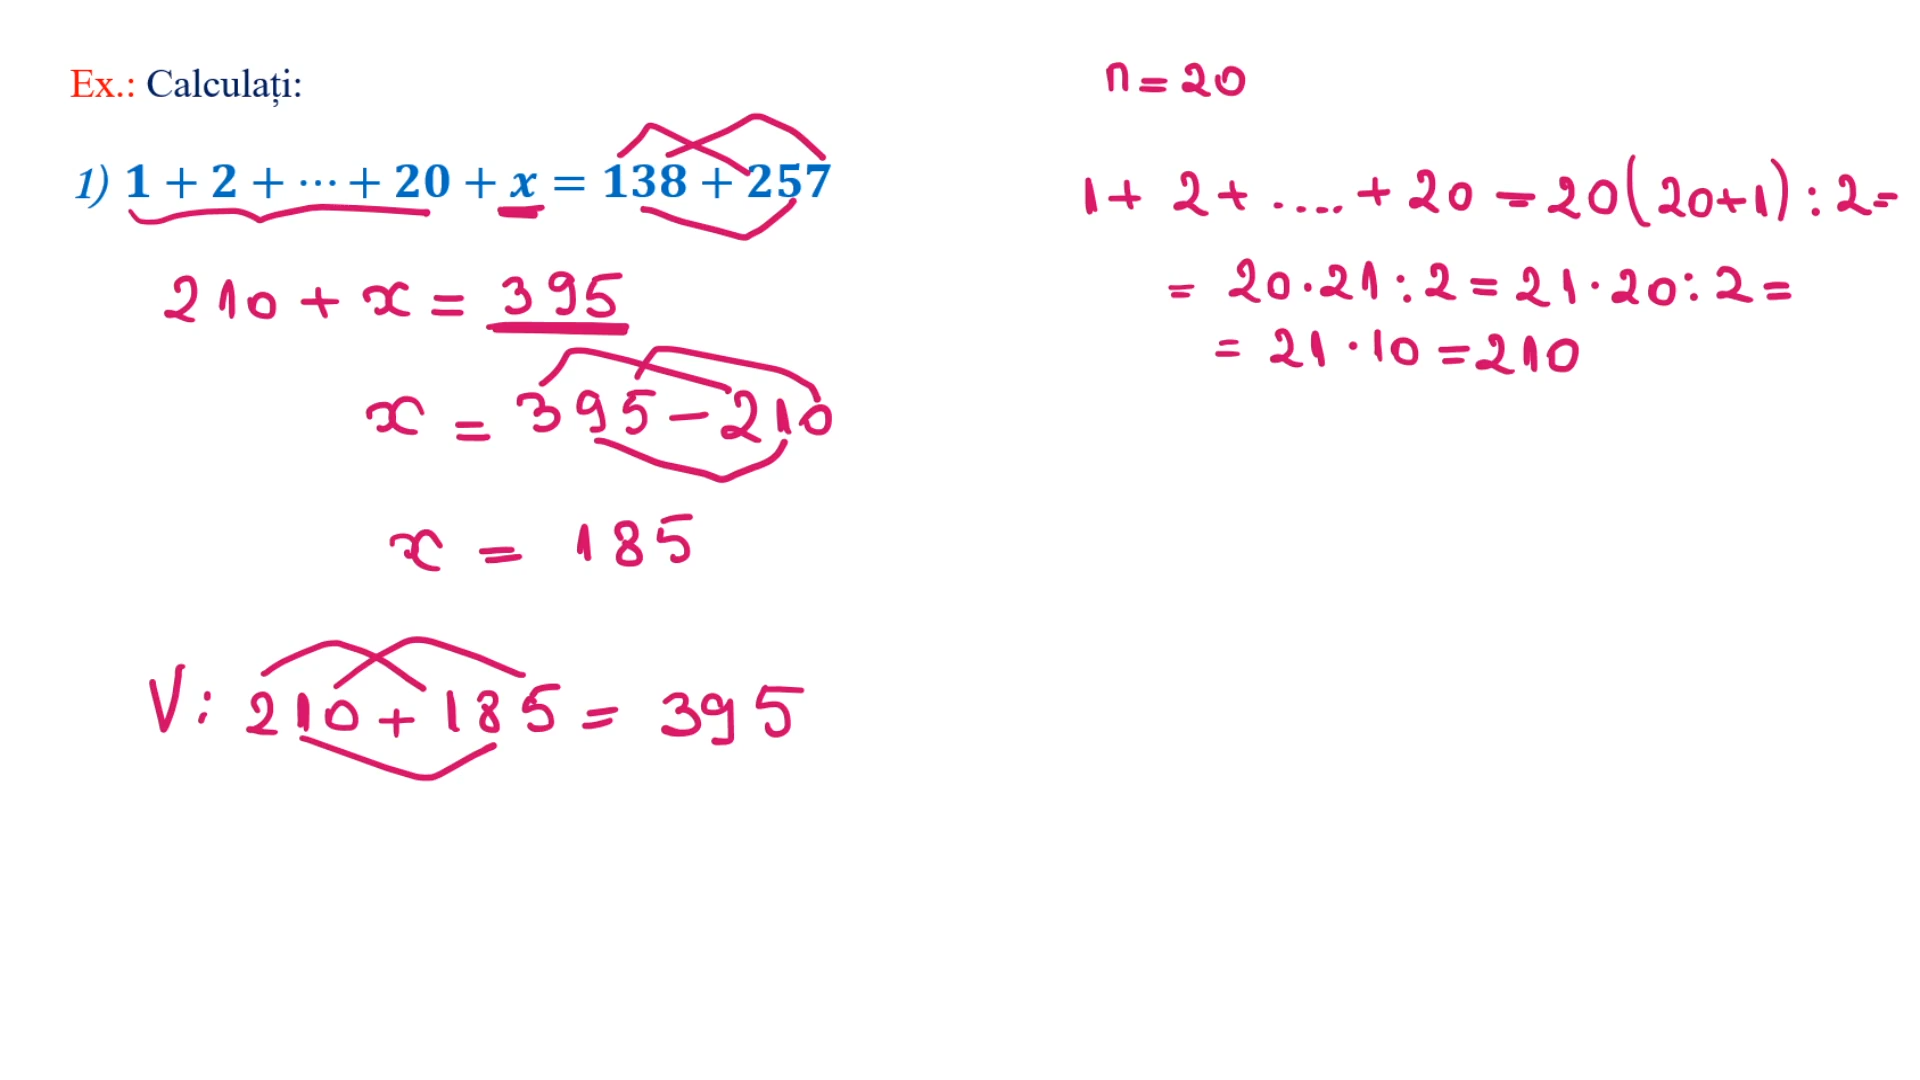 Ex.: Calculați:
1) 1 + 2 + ⋯ + 20 + x = 138 + 257
210 + x = 395
x = 395 - 210
x = 185
V: 210 + 185 = 395
n = 20
1 + 2 + .... + 20 = 20(20+1) : 2 =
= 20 · 21 : 2 = 21 · 20 : 2 =
= 21 · 10 = 210